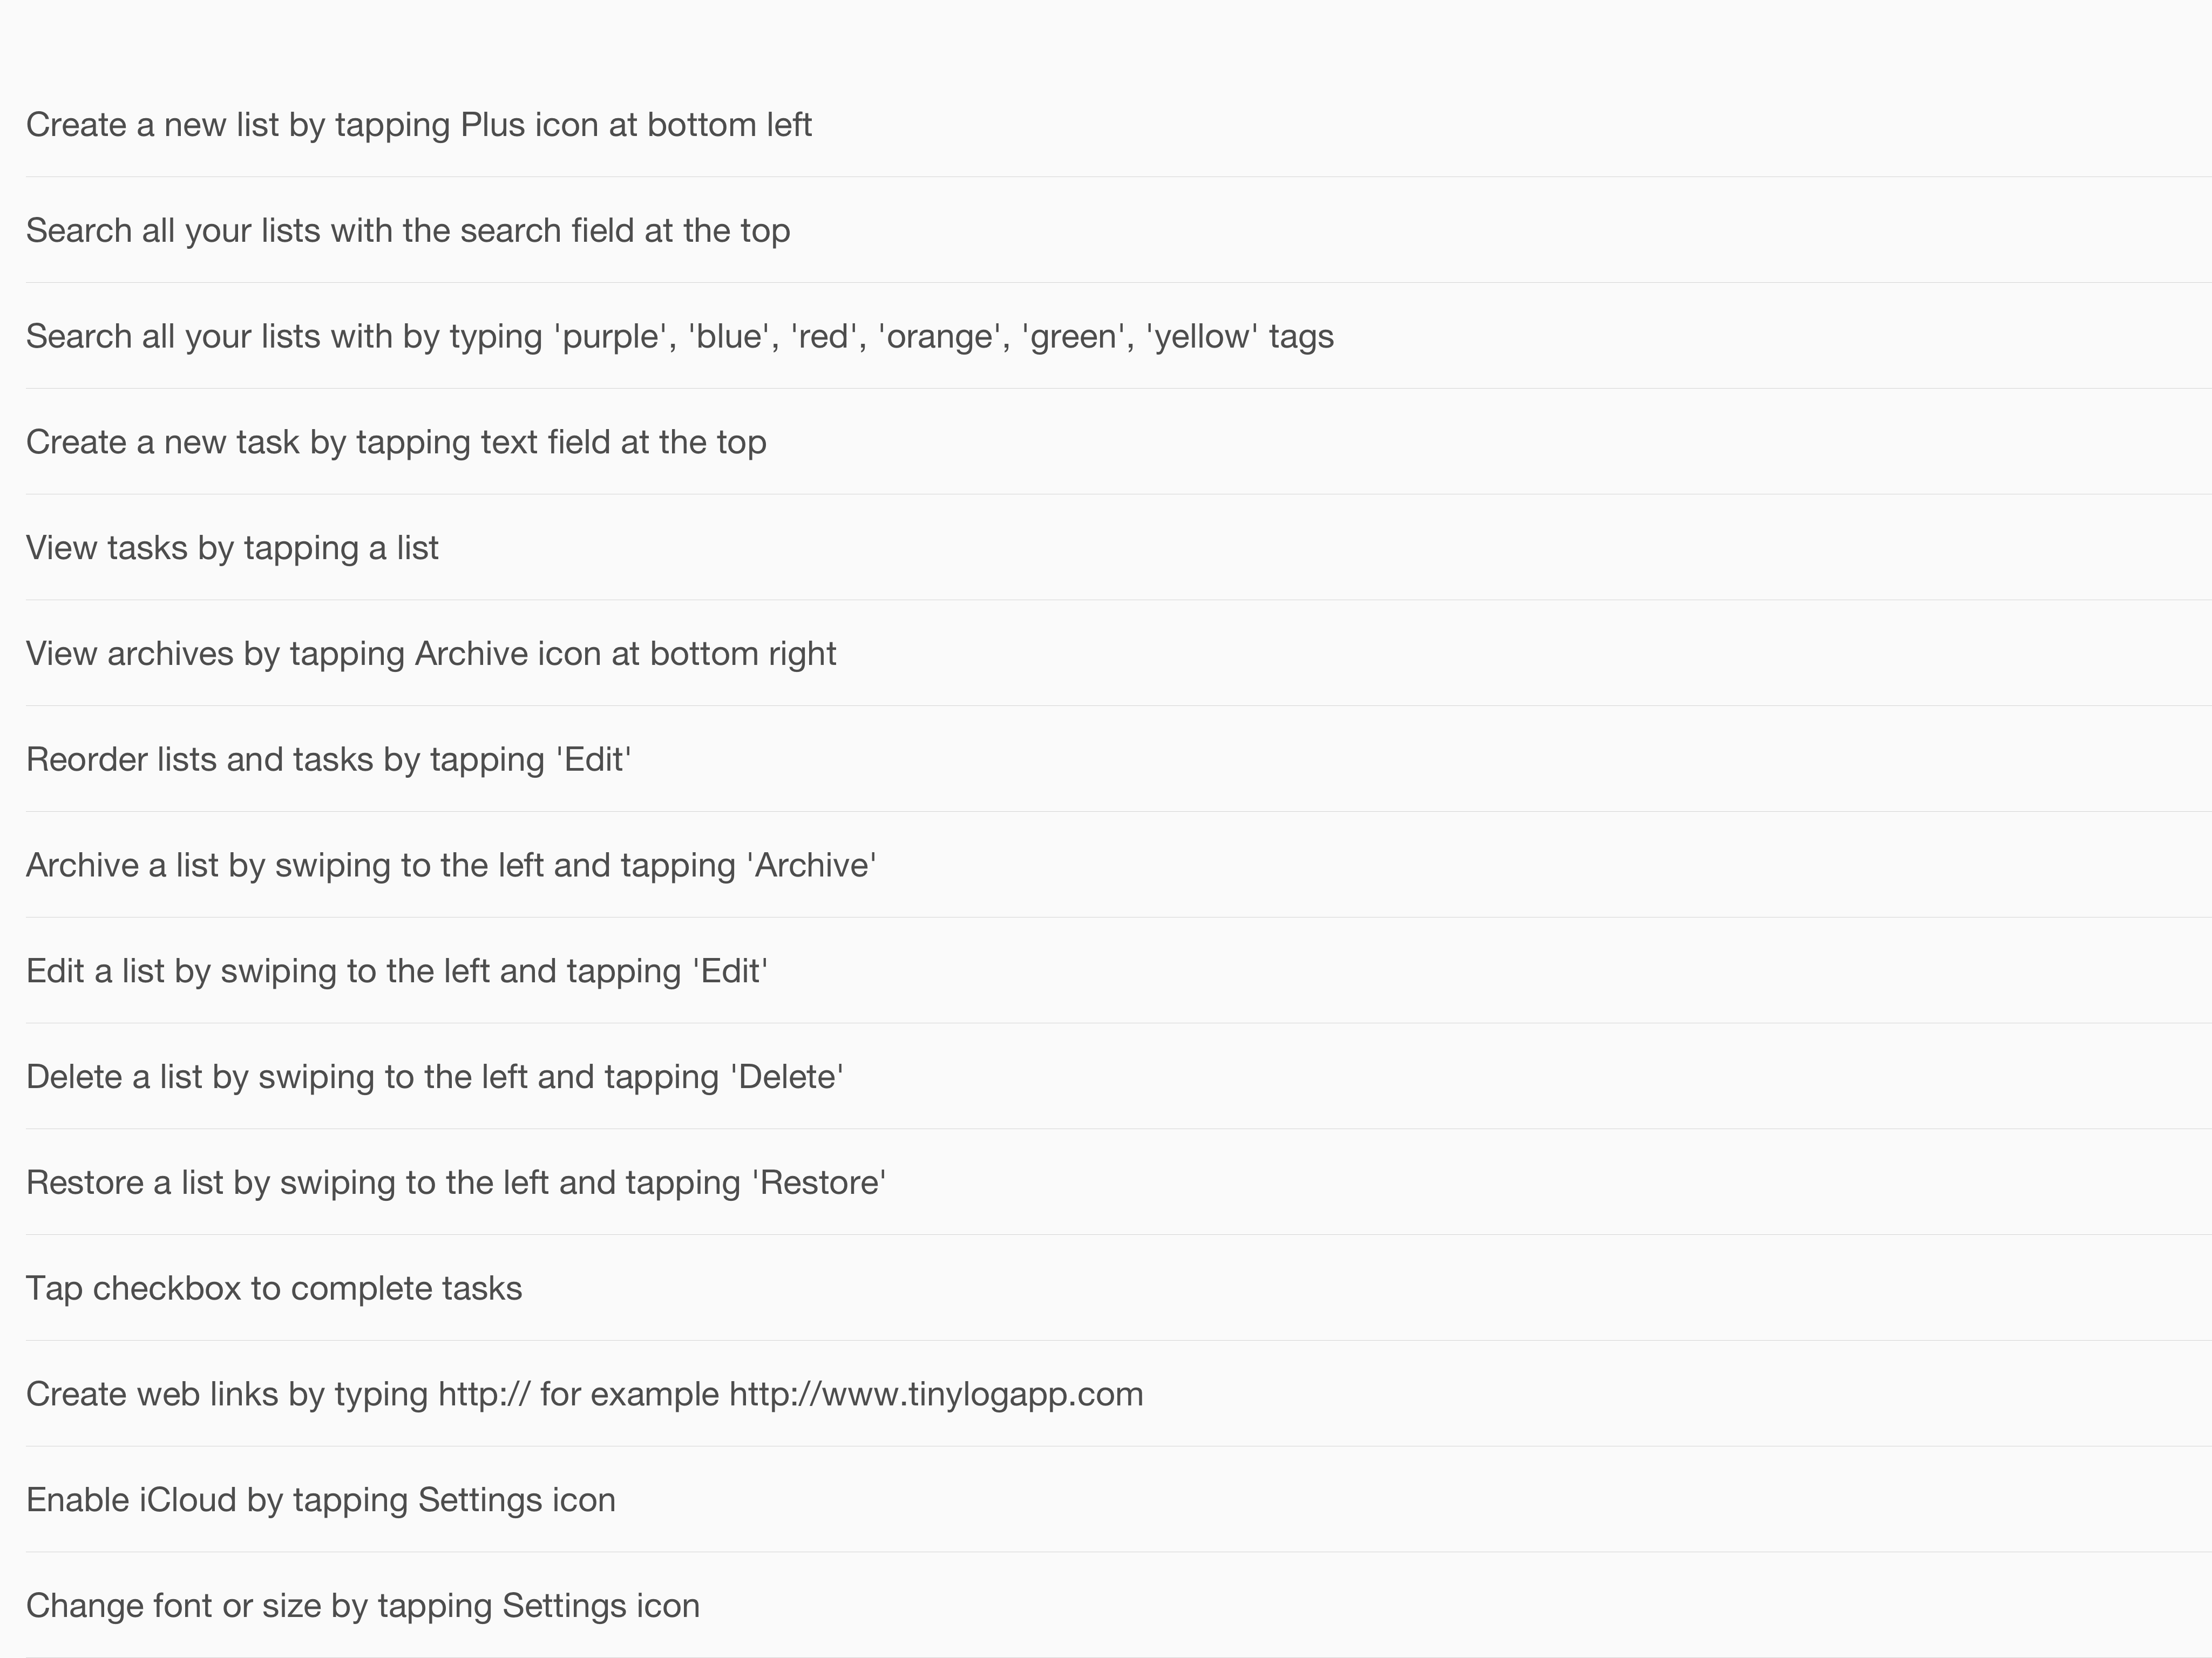 Create a new list by tapping Plus icon at bottom left
Search all your lists with the search field at the top
Search all your lists with by typing 'purple', 'blue', 'red', 'orange', 'green', 'yellow' tags
Create a new task by tapping text field at the top
View tasks by tapping a list
View archives by tapping Archive icon at bottom right
Reorder lists and tasks by tapping 'Edit'
Archive a list by swiping to the left and tapping 'Archive'
Edit a list by swiping to the left and tapping 'Edit'
Delete a list by swiping to the left and tapping 'Delete'
Restore a list by swiping to the left and tapping 'Restore'
Tap checkbox to complete tasks
Create web links by typing http:// for example http://www.tinylogapp.com
Enable iCloud by tapping Settings icon
Change font or size by tapping Settings icon